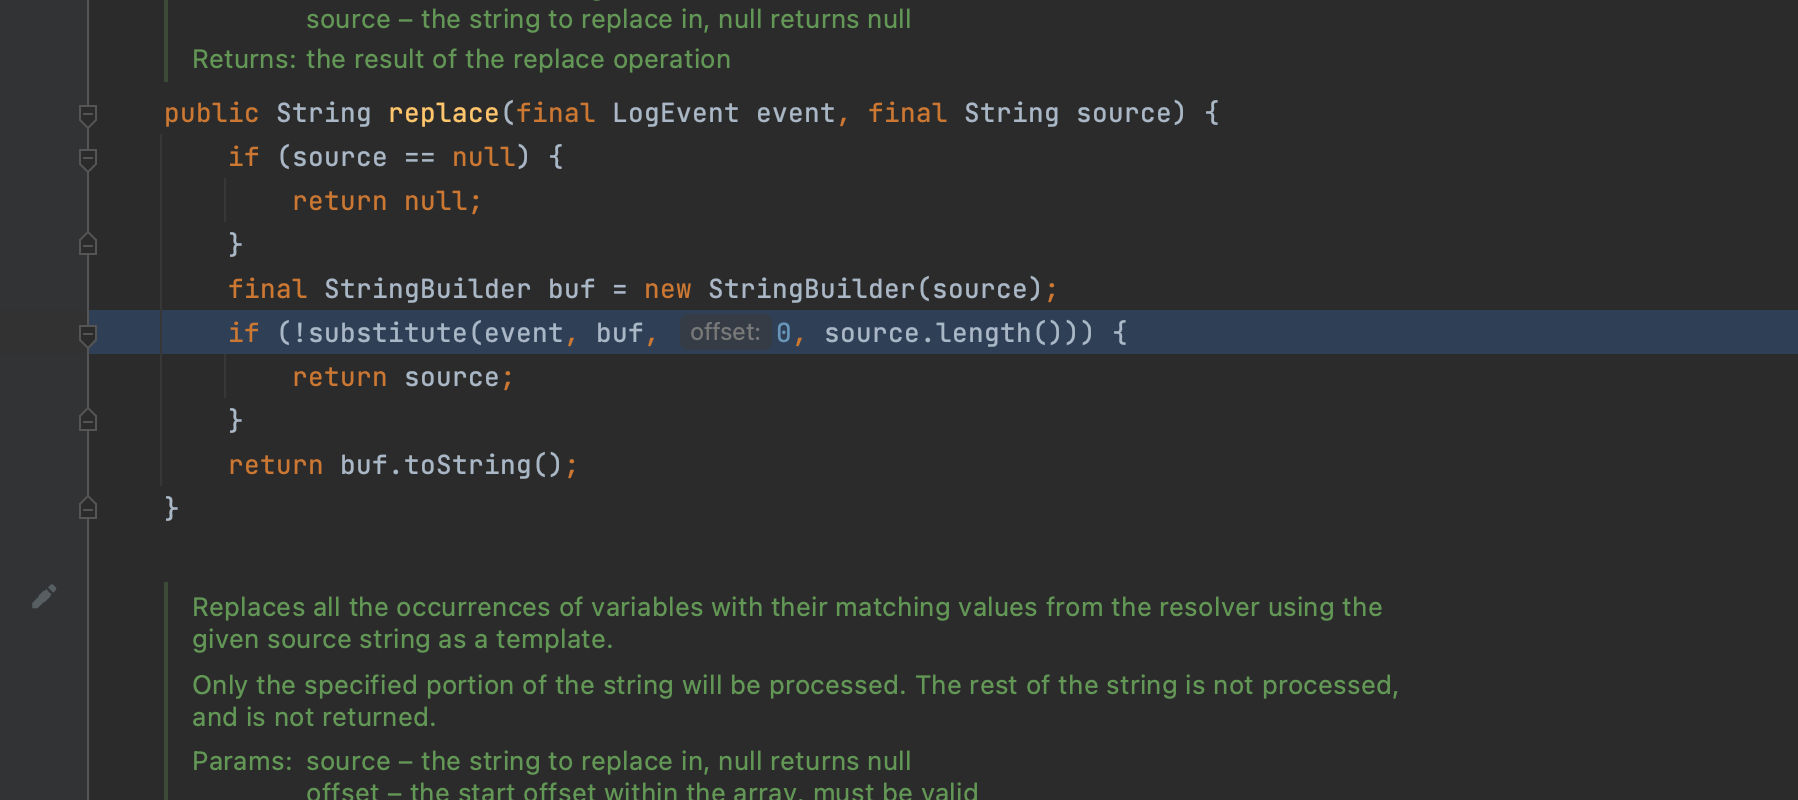 source – the string to replace in, null returns null
Returns: the result of the replace operation
public String replace(final LogEvent event, final String source) {
if (source == null) {
return null;
}
final StringBuilder buf = new StringBuilder(source);
if (!substitute(event, buf, offset: 0, source.length())) {
return source;
}
return buf.toString();
}
Replaces all the occurrences of variables with their matching values from the resolver using the
given source string as a template.
Only the specified portion of the string will be processed. The rest of the string is not processed,
and is not returned.
Params: source – the string to replace in, null returns null
offset – the start offset within the array, must be valid